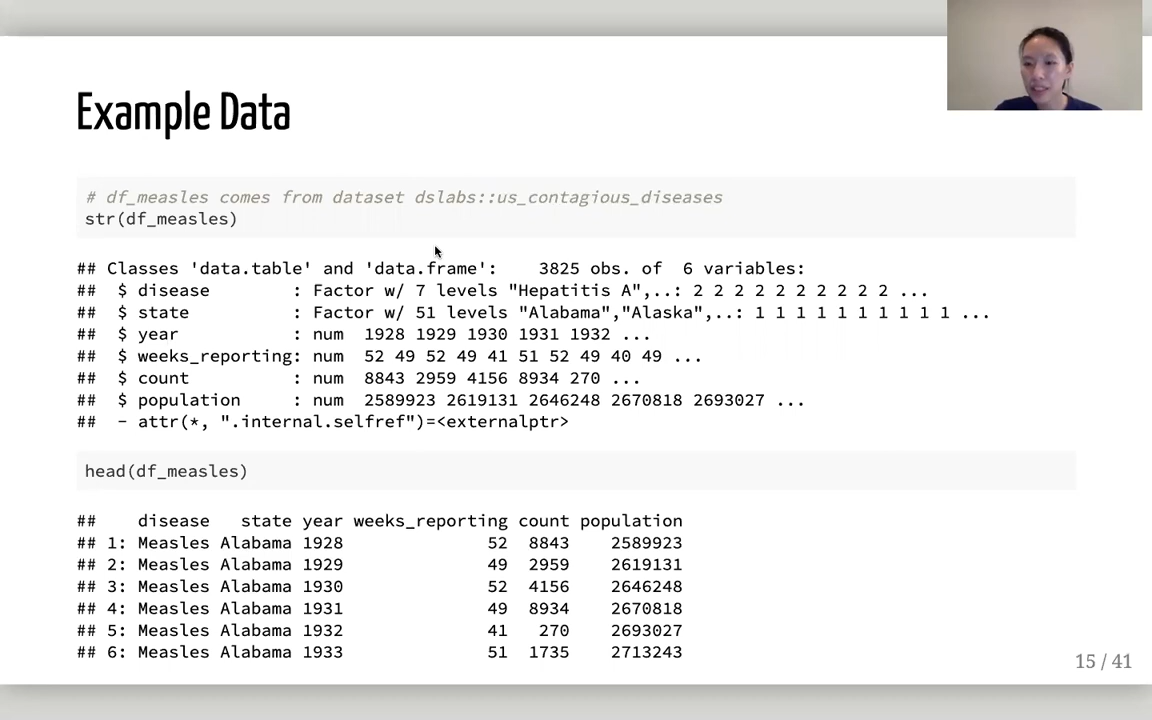 Example Data
# df_measles comes from dataset dslabs::us_contagious_diseases
str(df_measles)
## Classes 'data.table' and 'data.frame':    3825 obs. of  6 variables:
##  $ disease        : Factor w/ 7 levels "Hepatitis A",..: 2 2 2 2 2 2 2 2 2 2 ...
##  $ state          : Factor w/ 51 levels "Alabama","Alaska",..: 1 1 1 1 1 1 1 1 1 1 ...
##  $ year           : num  1928 1929 1930 1931 1932 ...
##  $ weeks_reporting: num  52 49 52 49 41 51 52 49 40 49 ...
##  $ count          : num  8843 2959 4156 8934 270 ...
##  $ population     : num  2589923 2619131 2646248 2670818 2693027 ...
##  - attr(*, ".internal.selfref")=<externalptr>
head(df_measles)
##    disease   state year weeks_reporting count population
## 1: Measles Alabama 1928              52  8843    2589923
## 2: Measles Alabama 1929              49  2959    2619131
## 3: Measles Alabama 1930              52  4156    2646248
## 4: Measles Alabama 1931              49  8934    2670818
## 5: Measles Alabama 1932              41   270    2693027
## 6: Measles Alabama 1933              51  1735    2713243
15 / 41